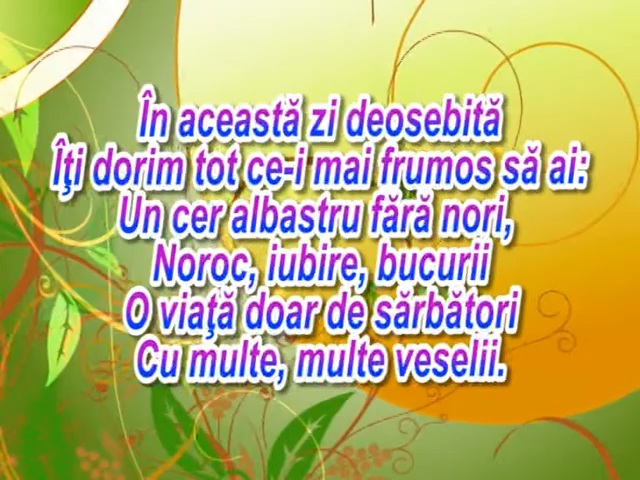 În această zi deosebită
Îţi dorim tot ce-i mai frumos să ai:
Un cer albastru fără nori,
Noroc, iubire, bucurii
O viaţă doar de sărbători
Cu multe, multe veselii.